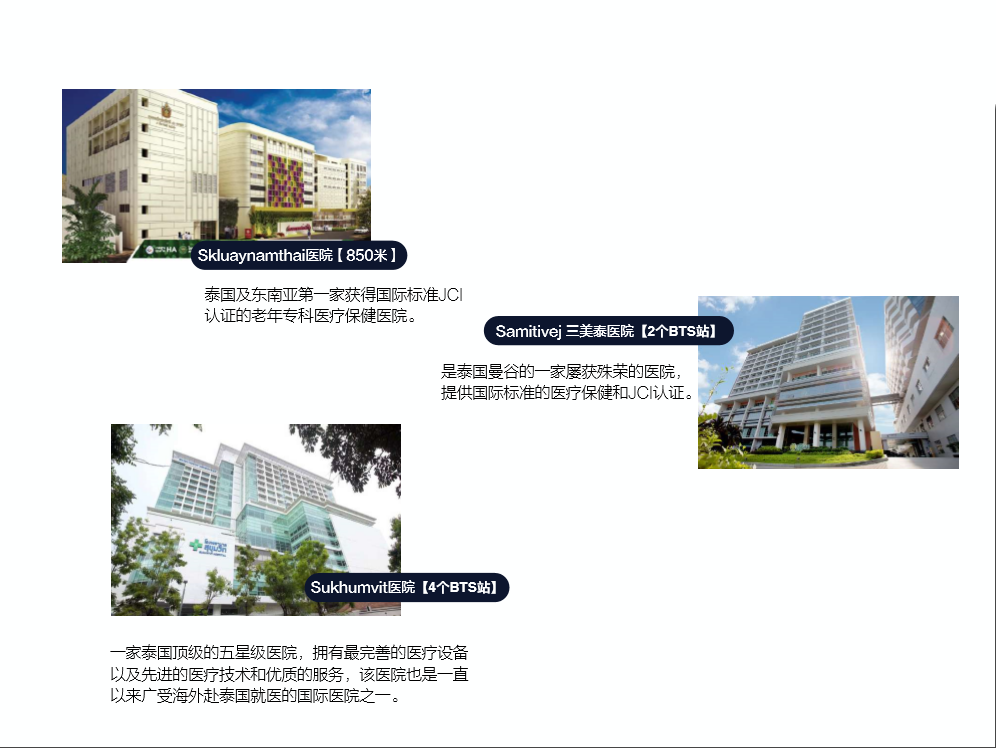 HA
Skluaynamthai医院【850米】
泰国及东南亚第一家获得国际标准JCI
认证的老年专科医疗保健医院。
Samitivej 三美泰医院【2个BTS站】
是泰国曼谷的一家屡获殊荣的医院，
提供国际标准的医疗保健和JCI认证。
สุขุมวิท
Sukhumvit医院【4个BTS站】
一家泰国顶级的五星级医院，拥有最完善的医疗设备
以及先进的医疗技术和优质的服务，该医院也是一直
以来广受海外赴泰国就医的国际医院之一。